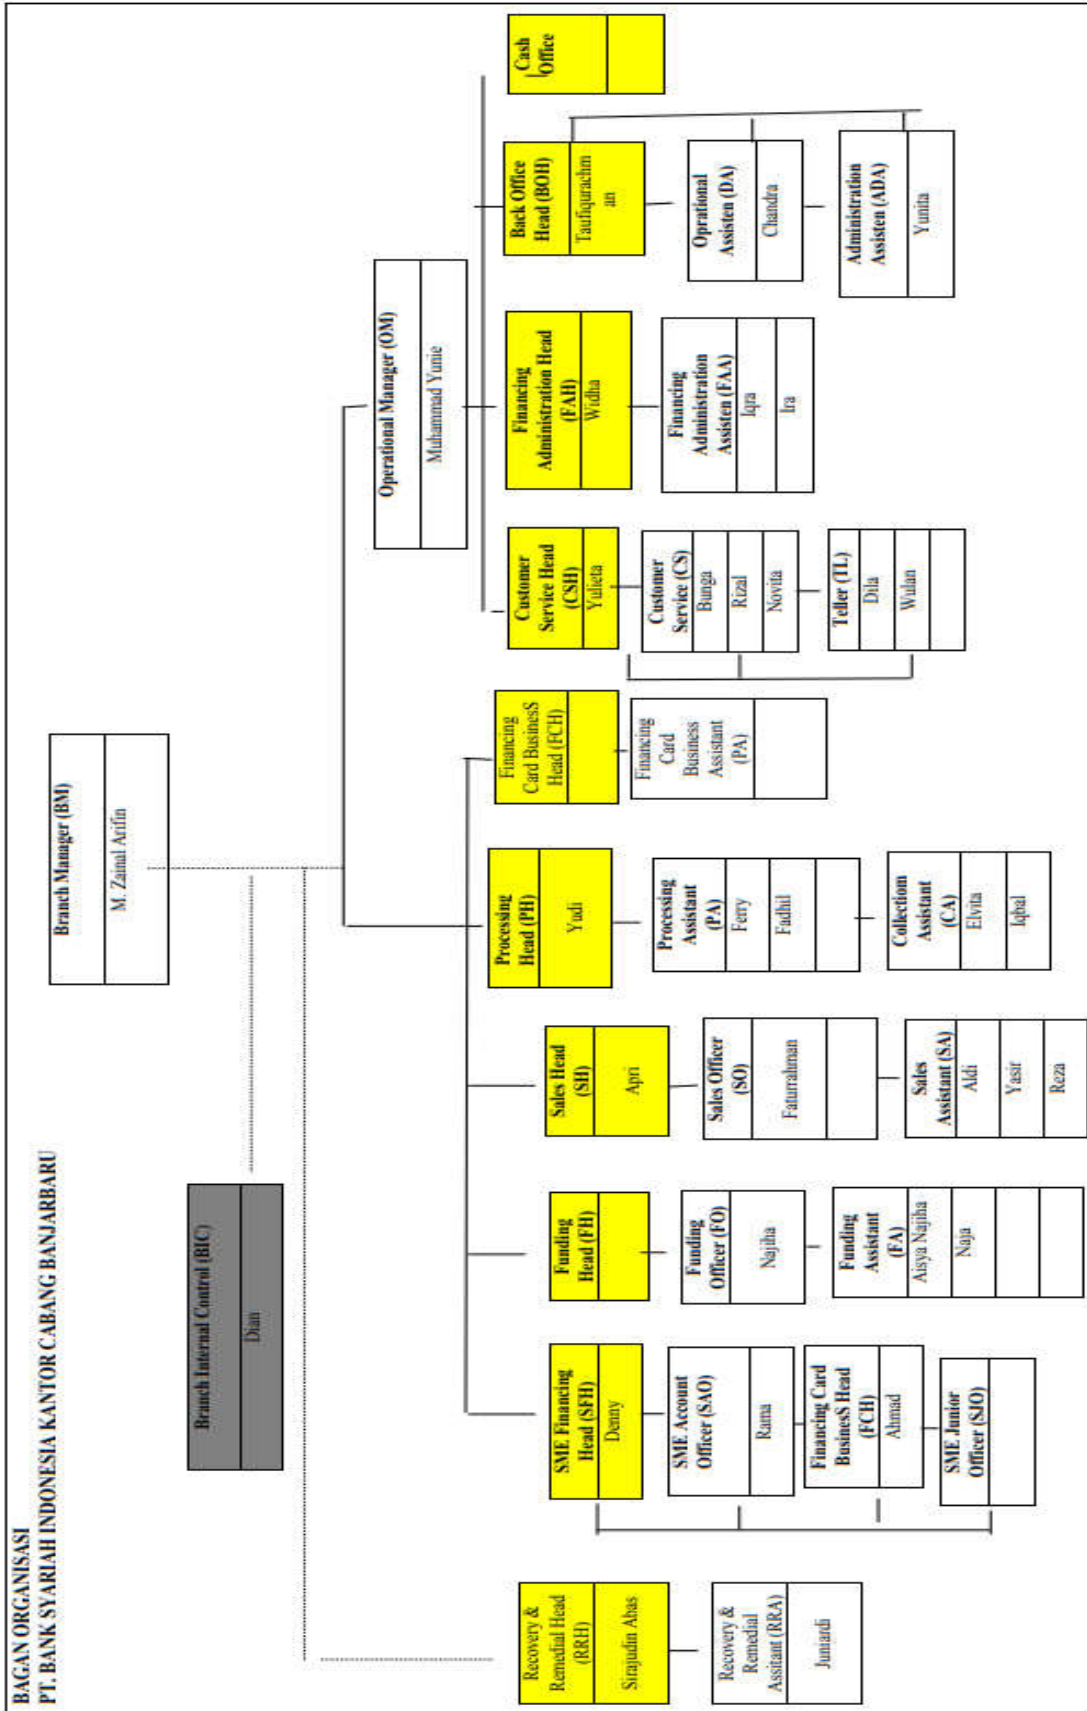 BAGAN ORGANISASI
PT. BANK SYARIAH INDONESIA KANTOR CABANG BANJARBARU
Branch Manager (BM)
M. Zainal Arifin
Branch Internal Control (BIC)
Dian
Operational Manager (OM)
Muhammad Yunie
Recovery &
Remedial Head
(RRH)
Sirajudin Abas
Recovery &
Remedial
Assitant (RRA)
Juniardi
SME Financing
Head (SFH)
Denny
SME Account
Officer (SAO)
Rama
Financing Card
BusinesS Head
(FCH)
Ahmad
SME Junior
Officer (SJO)
Funding
Head (FH)
Funding
Officer (FO)
Najiha
Funding
Assistant
(FA)
Aisya Najiha
Naja
Sales Head
(SH)
Apri
Sales Officer
(SO)
Faturrahman
Sales
Assistant (SA)
Aldi
Yasir
Reza
Processing
Head (PH)
Yudi
Processing
Assistant
(PA)
Ferry
Fadhil
Collectiom
Assistant
(CA)
Elvita
Iqbal
Financing
Card BusinesS
Head (FCH)
Financing
Card
Business
Assistant
(PA)
Customer
Service Head
(CSH)
Yulieta
Customer
Service (CS)
Bunga
Rizal
Novita
Teller (TL)
Dila
Wulan
Financing
Administration Head
(FAH)
Widha
Financing
Administration
Assisten (FAA)
Iqra
Ira
Back Office
Head (BOH)
Taufiqurachm
an
Oprational
Assisten (DA)
Chandra
Administration
Assisten (ADA)
Yunita
Cash
Office